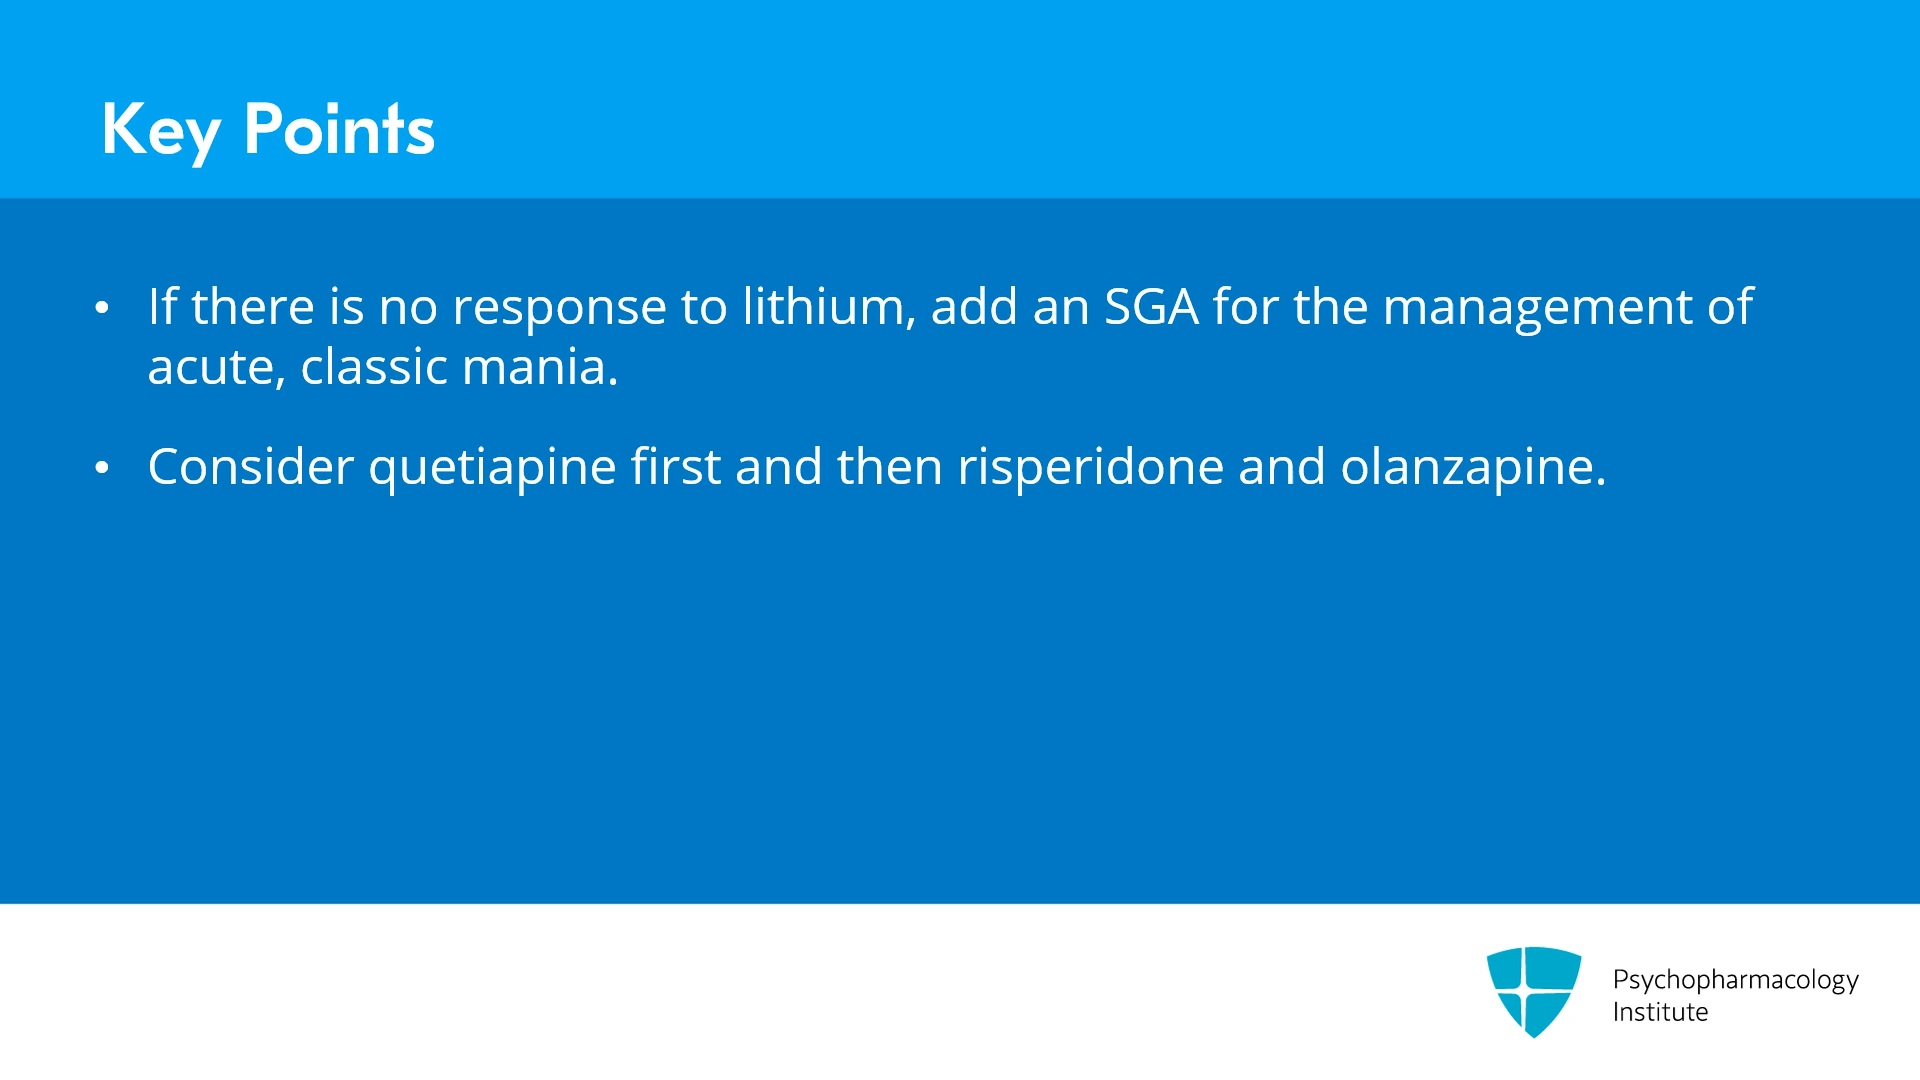 Key Points
• If there is no response to lithium, add an SGA for the management of
acute, classic mania.
• Consider quetiapine first and then risperidone and olanzapine.
Psychopharmacology
Institute